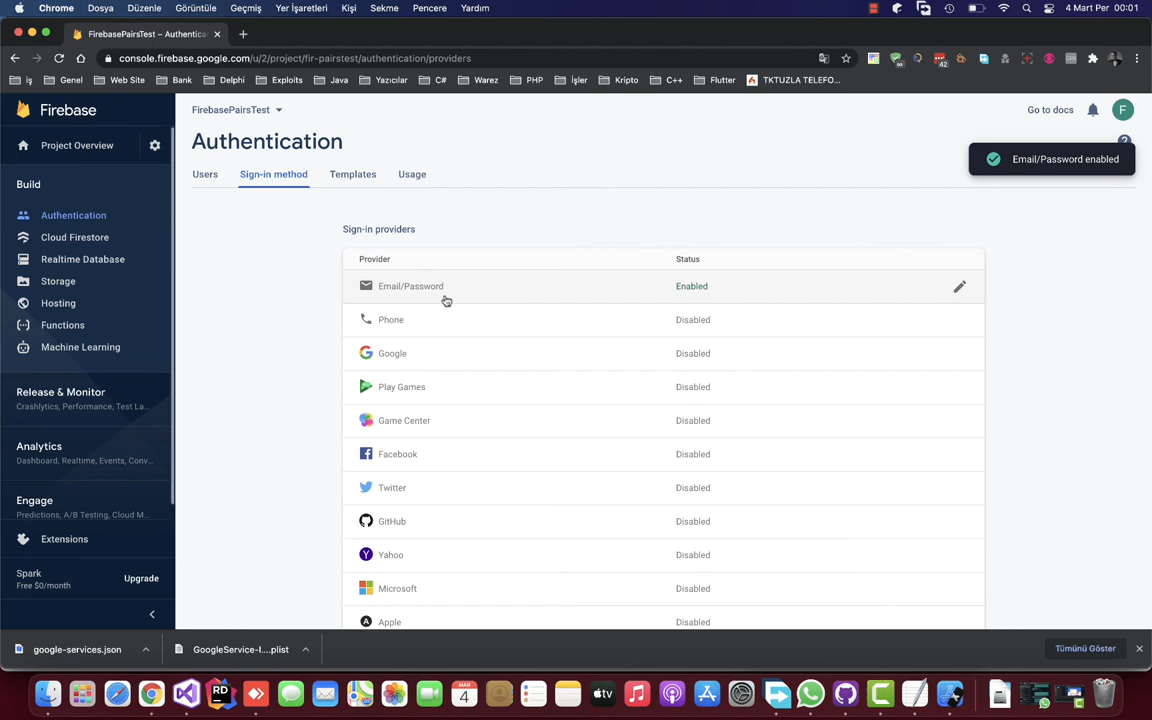 Chrome Dosya Düzenle Görüntüle Geçmiş Yer İşaretleri Kişi Sekme Pencere Yardım 4 Mart Per 00:01
FirebasePairsTest – Authentica
console.firebase.google.com/u/2/project/fir-pairstest/authentication/providers
iş Genel Web Site Bank Delphi Exploits Java Yazıcılar C# Warez PHP İşler Kripto C++ Flutter TKTUZLA TELEFO...
Firebase
FirebasePairsTest
Go to docs
F
Project Overview
Authentication
Email/Password enabled
Users Sign-in method Templates Usage
Build
Authentication
Cloud Firestore
Realtime Database
Storage
Hosting
Functions
Machine Learning
Release & Monitor
Crashlytics, Performance, Test La...
Analytics
Dashboard, Realtime, Events, Conv...
Engage
Predictions, A/B Testing, Cloud M...
Extensions
Spark
Free $0/month
Upgrade
Sign-in providers
Provider Status
Email/Password Enabled
Phone Disabled
Google Disabled
Play Games Disabled
Game Center Disabled
Facebook Disabled
Twitter Disabled
GitHub Disabled
Yahoo Disabled
Microsoft Disabled
Apple Disabled
google-services.json
GoogleService-I....plist
Tümünü Göster
MAR
4
RD
tv